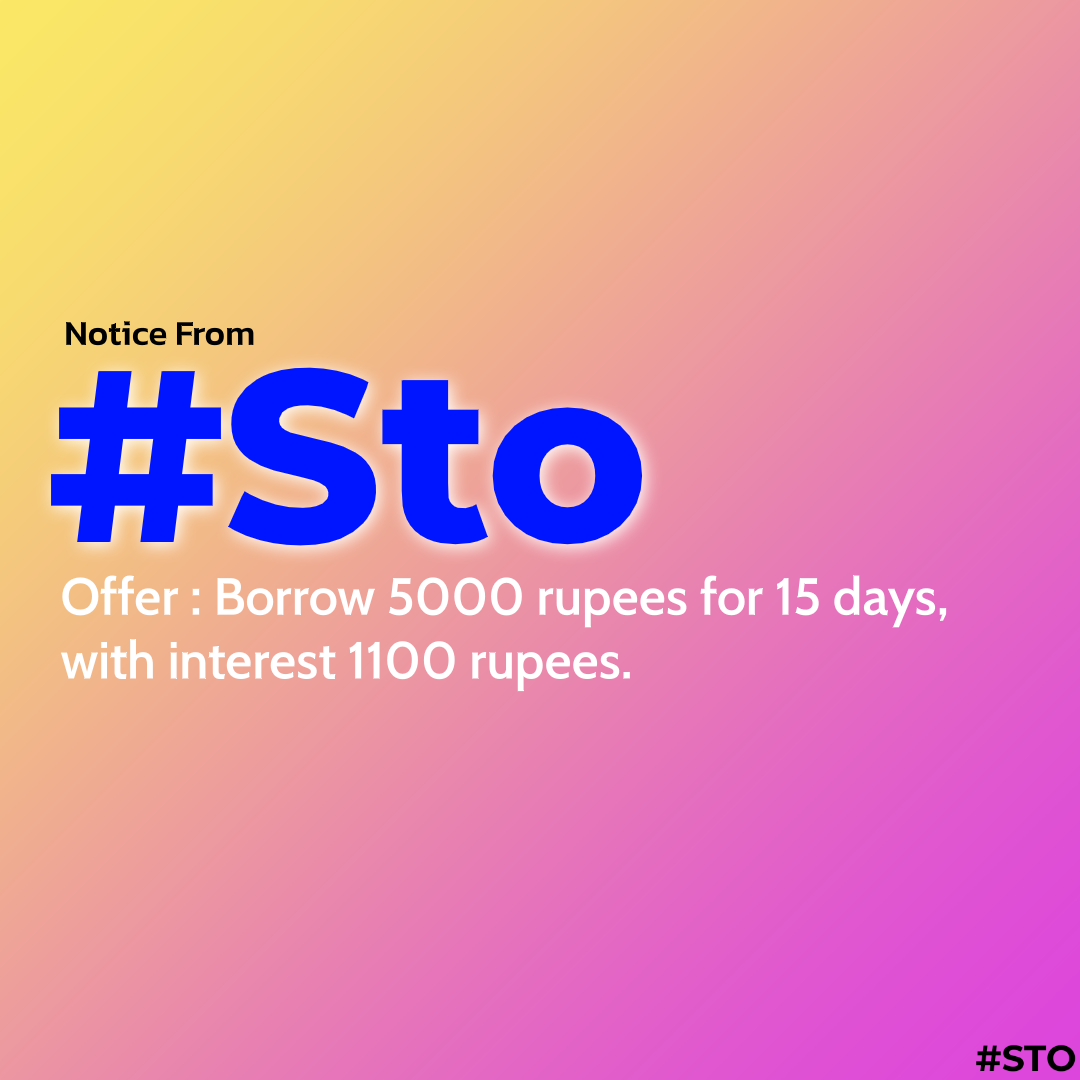 Notice From
#Sto
Offer : Borrow 5000 rupees for 15 days,
with interest 1100 rupees.
#STO